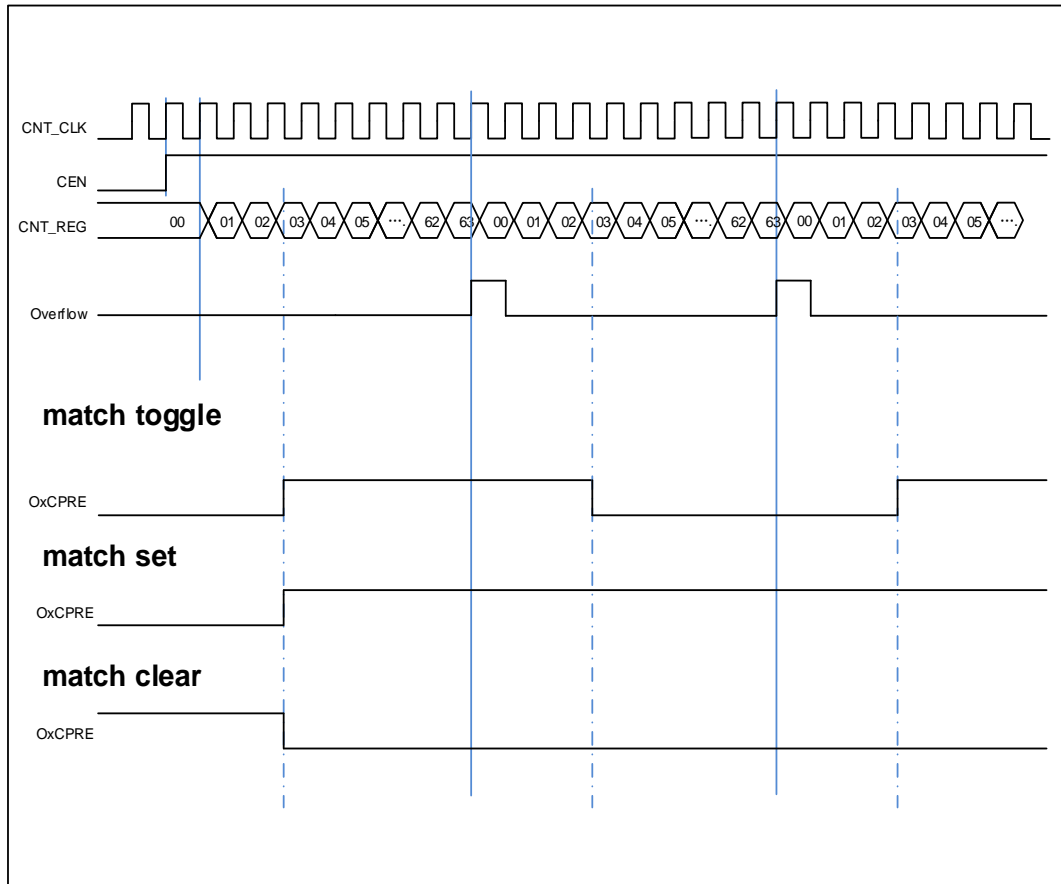 CNT_CLK
CEN
CNT_REG 00 01 02 03 04 05 .... 62 63 00 01 02 03 04 05 .... 62 63 00 01 02 03 04 05 ....
Overflow
match toggle
OxCPRE
match set
OxCPRE
match clear
OxCPRE